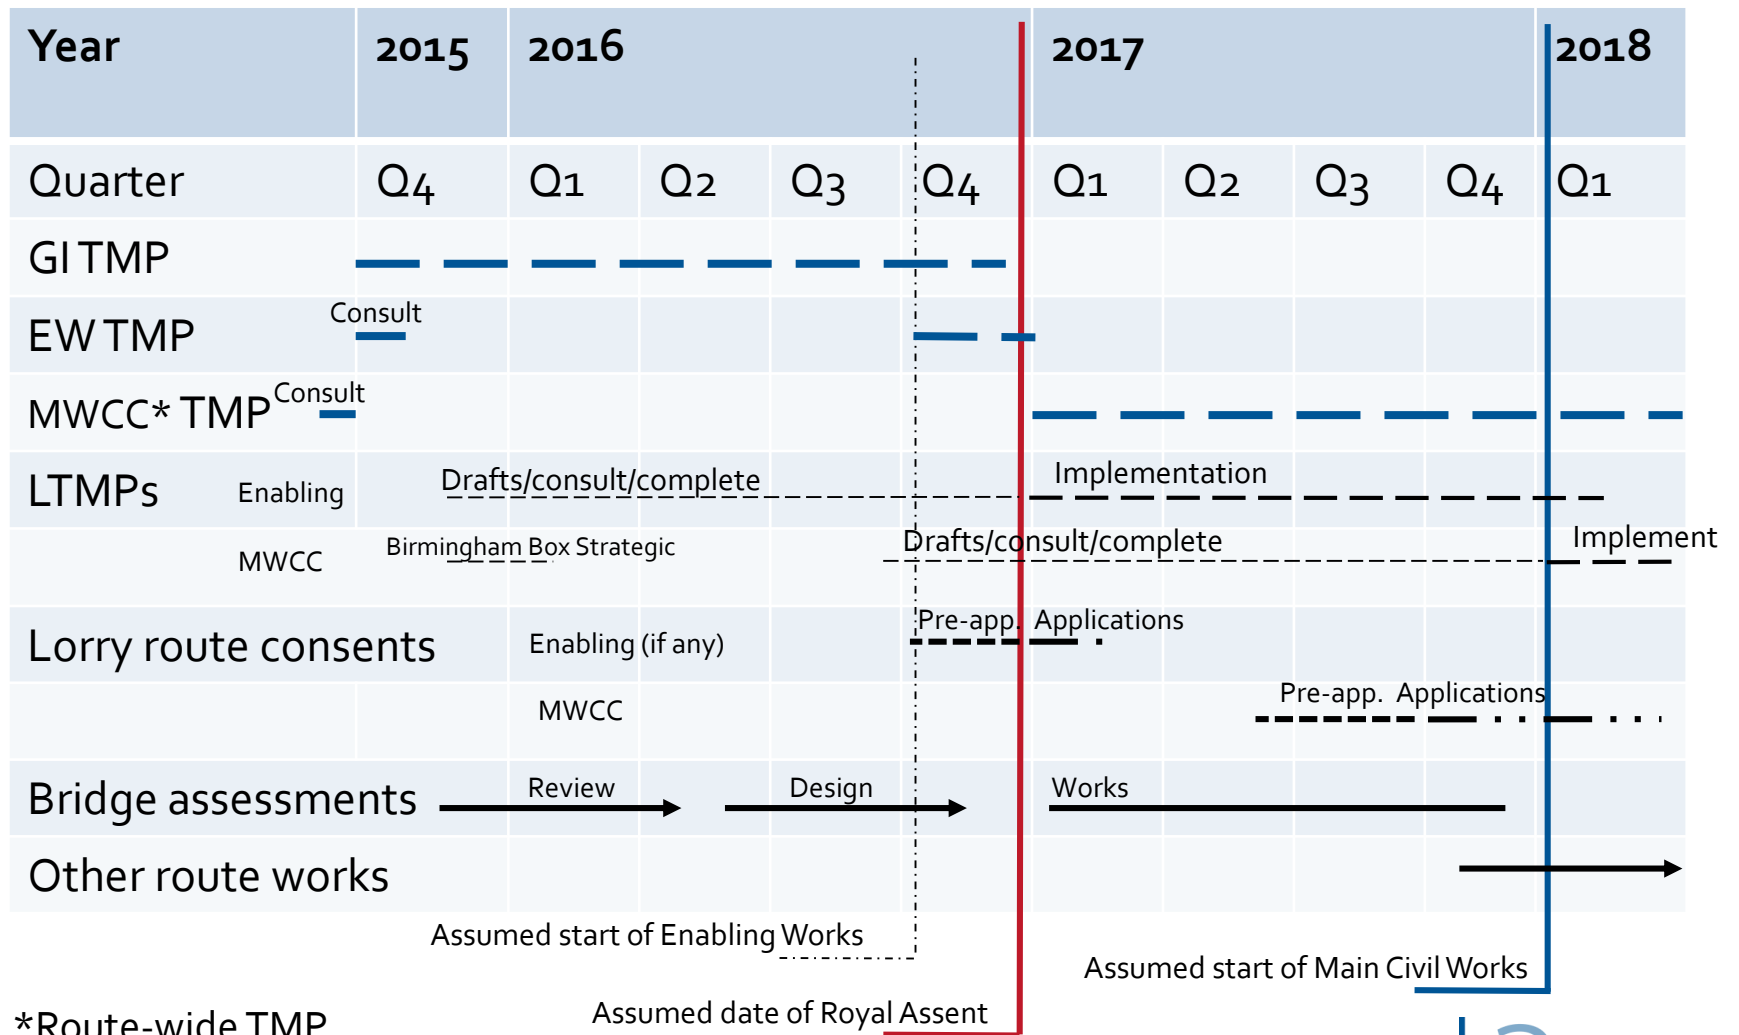 Year 2015 2016 2017 2018
Quarter Q4 Q1 Q2 Q3 Q4 Q1 Q2 Q3 Q4 Q1
GI TMP
EW TMP Consult
MWCC* TMP Consult
LTMPs Enabling Drafts/consult/complete Implementation
MWCC Birmingham Box Strategic Drafts/consult/complete Implement
Lorry route consents Enabling (if any) Pre-app. Applications
MWCC Pre-app. Applications
Bridge assessments Review Design Works
Other route works
Assumed start of Enabling Works
Assumed start of Main Civil Works
Assumed date of Royal Assent
*Route-wide TMP